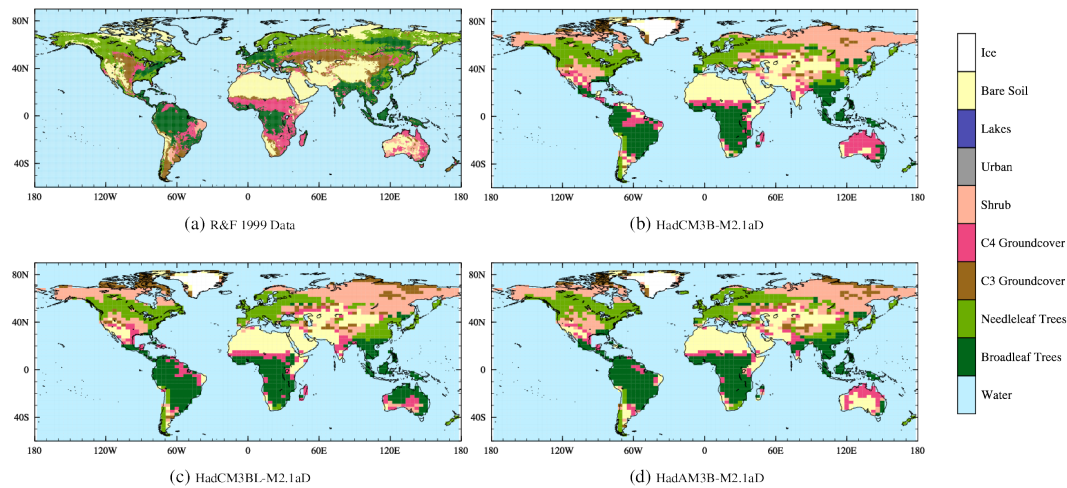 80N
40N
0
40S
180
120W
60W
0
60E
120E
180
(a) R&F 1999 Data
80N
40N
0
40S
180
120W
60W
0
60E
120E
180
(b) HadCM3B-M2.1aD
80N
40N
0
40S
180
120W
60W
0
60E
120E
180
(c) HadCM3BL-M2.1aD
80N
40N
0
40S
180
120W
60W
0
60E
120E
180
(d) HadAM3B-M2.1aD
Ice
Bare Soil
Lakes
Urban
Shrub
C4 Groundcover
C3 Groundcover
Needleleaf Trees
Broadleaf Trees
Water